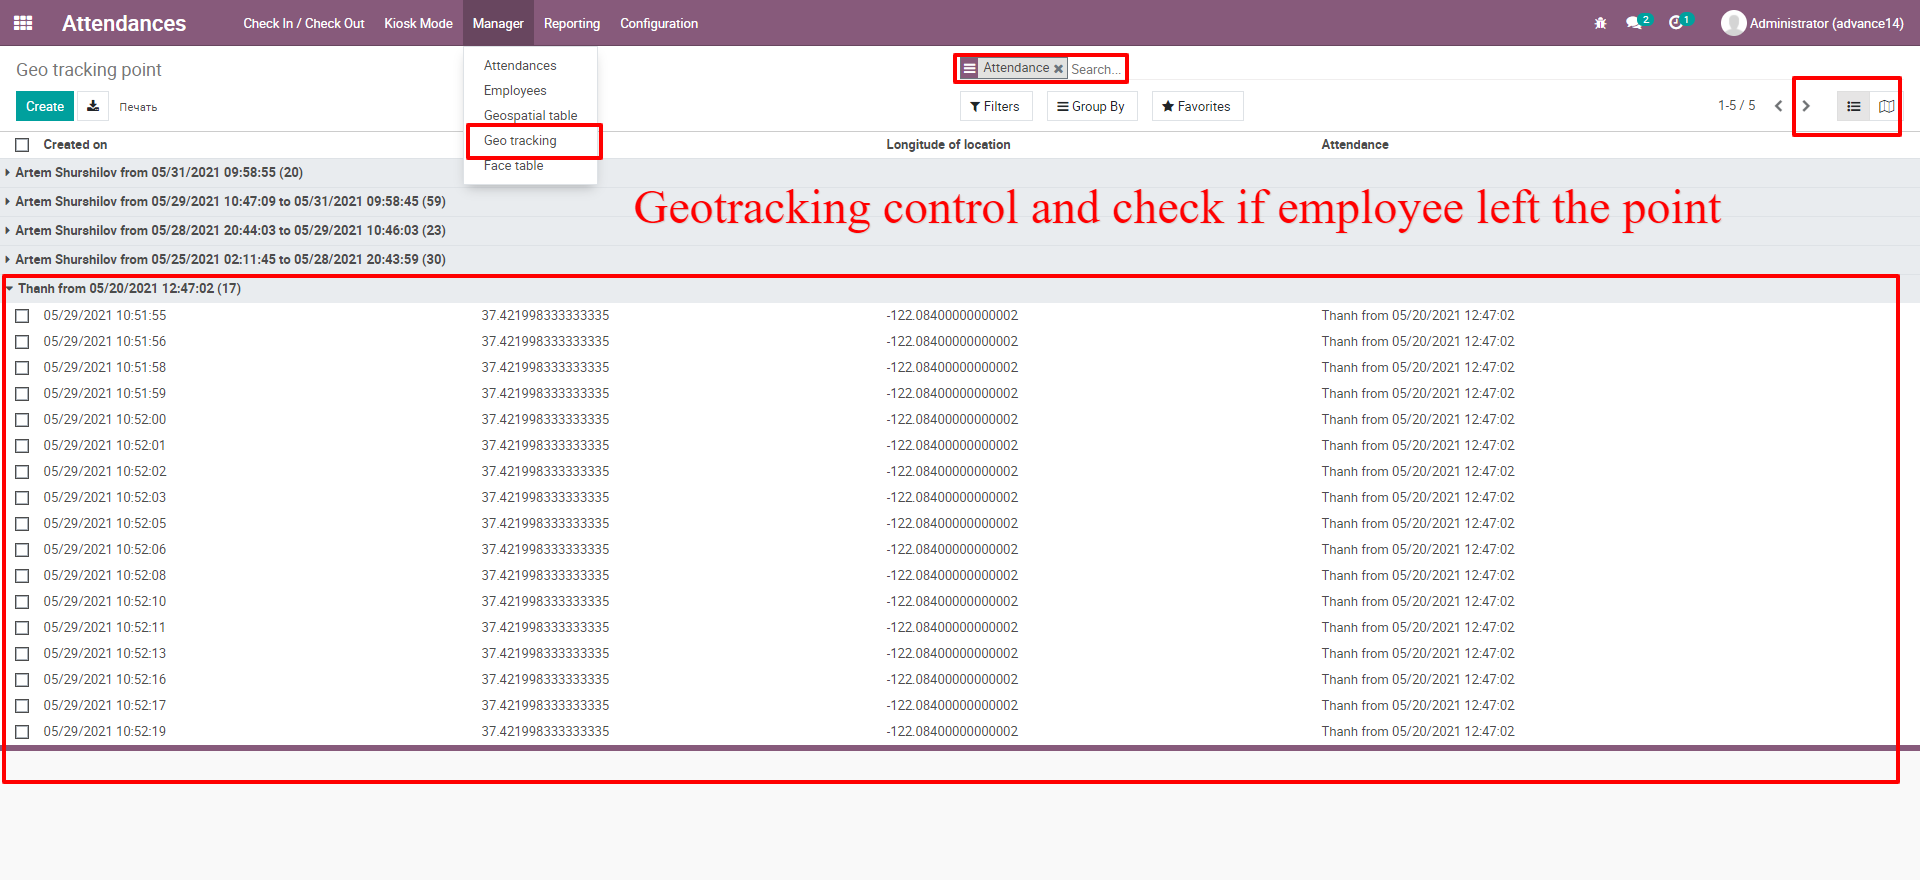 Attendances Check In / Check Out Kiosk Mode Manager Reporting Configuration 2 1 Administrator (advance14)
Geo tracking point
Attendance Search...
Create Печать
Filters Group By Favorites
1-5 / 5
Attendances
Employees
Geospatial table
Geo tracking
Face table
Created on Longitude of location Attendance
Artem Shurshilov from 05/31/2021 09:58:55 (20)
Artem Shurshilov from 05/29/2021 10:47:09 to 05/31/2021 09:58:45 (59)
Artem Shurshilov from 05/28/2021 20:44:03 to 05/29/2021 10:46:03 (23)
Artem Shurshilov from 05/25/2021 02:11:45 to 05/28/2021 20:43:59 (30)
Geotracking control and check if employee left the point
Thanh from 05/20/2021 12:47:02 (17)
05/29/2021 10:51:55 37.421998333333335 -122.08400000000002 Thanh from 05/20/2021 12:47:02
05/29/2021 10:51:56 37.421998333333335 -122.08400000000002 Thanh from 05/20/2021 12:47:02
05/29/2021 10:51:58 37.421998333333335 -122.08400000000002 Thanh from 05/20/2021 12:47:02
05/29/2021 10:51:59 37.421998333333335 -122.08400000000002 Thanh from 05/20/2021 12:47:02
05/29/2021 10:52:00 37.421998333333335 -122.08400000000002 Thanh from 05/20/2021 12:47:02
05/29/2021 10:52:01 37.421998333333335 -122.08400000000002 Thanh from 05/20/2021 12:47:02
05/29/2021 10:52:02 37.421998333333335 -122.08400000000002 Thanh from 05/20/2021 12:47:02
05/29/2021 10:52:03 37.421998333333335 -122.08400000000002 Thanh from 05/20/2021 12:47:02
05/29/2021 10:52:05 37.421998333333335 -122.08400000000002 Thanh from 05/20/2021 12:47:02
05/29/2021 10:52:06 37.421998333333335 -122.08400000000002 Thanh from 05/20/2021 12:47:02
05/29/2021 10:52:08 37.421998333333335 -122.08400000000002 Thanh from 05/20/2021 12:47:02
05/29/2021 10:52:10 37.421998333333335 -122.08400000000002 Thanh from 05/20/2021 12:47:02
05/29/2021 10:52:11 37.421998333333335 -122.08400000000002 Thanh from 05/20/2021 12:47:02
05/29/2021 10:52:13 37.421998333333335 -122.08400000000002 Thanh from 05/20/2021 12:47:02
05/29/2021 10:52:16 37.421998333333335 -122.08400000000002 Thanh from 05/20/2021 12:47:02
05/29/2021 10:52:17 37.421998333333335 -122.08400000000002 Thanh from 05/20/2021 12:47:02
05/29/2021 10:52:19 37.421998333333335 -122.08400000000002 Thanh from 05/20/2021 12:47:02